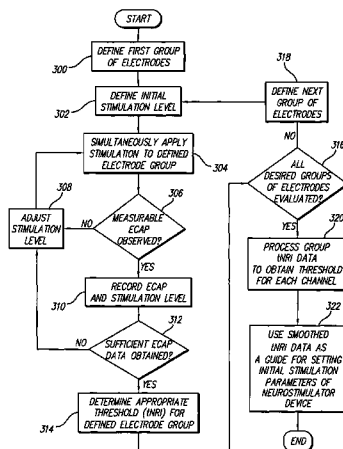 START
300
DEFINE FIRST GROUP
OF ELECTRODES
302
DEFINE INITIAL
STIMULATION LEVEL
SIMULTANEOUSLY APPLY
STIMULATION TO DEFINED
ELECTRODE GROUP
304
306
MEASURABLE
ECAP
OBSERVED?
NO
308
ADJUST
STIMULATION
LEVEL
YES
310
RECORD ECAP
AND STIMULATION LEVEL
312
SUFFICIENT ECAP
DATA OBTAINED?
NO
YES
DETERMINE APPROPRIATE
THRESHOLD (tNRI) FOR
DEFINED ELECTRODE GROUP
314
318
DEFINE NEXT
GROUP OF
ELECTRODES
NO
316
ALL
DESIRED GROUPS
OF ELECTRODES
EVALUATED?
YES
320
PROCESS GROUP
tNRI DATA
TO OBTAIN THRESHOLD
FOR EACH CHANNEL
322
USE SMOOTHED
tNRI DATA AS
A GUIDE FOR SETTING
INITIAL STIMULATION
PARAMETERS OF
NEUROSTIMULATOR
DEVICE
END